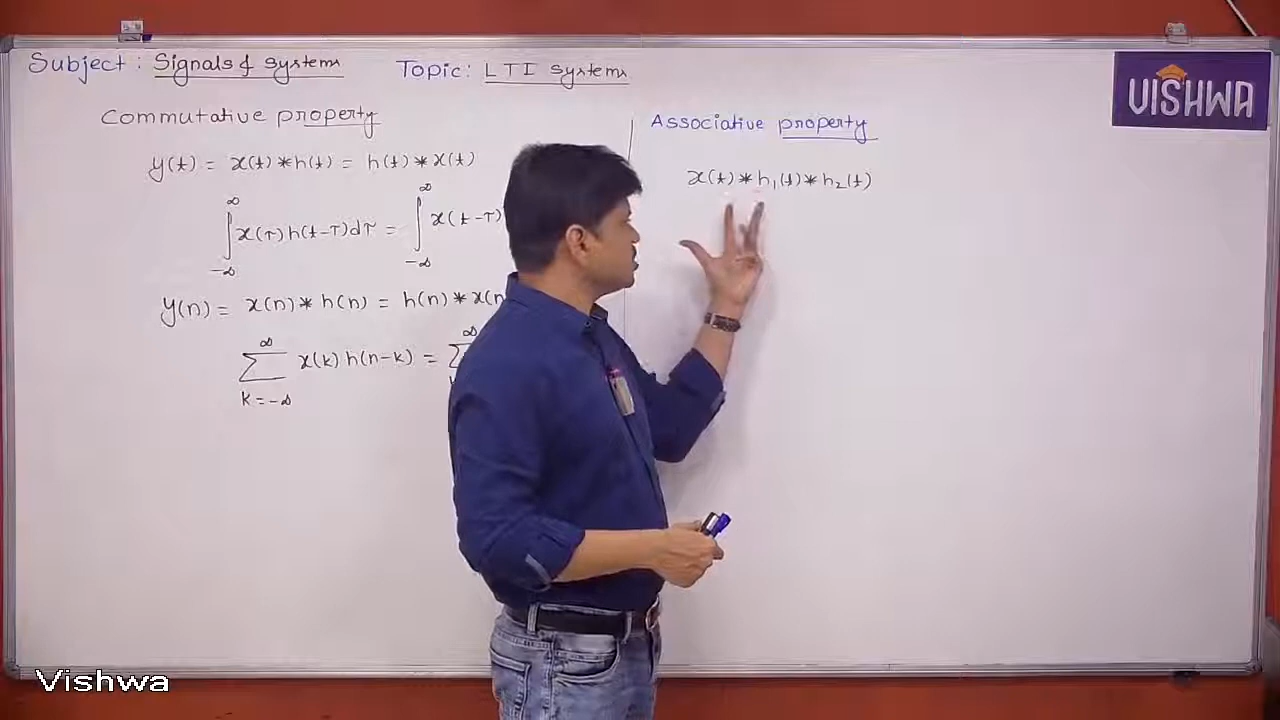 Subject: Signals & systems
Topic: LTI systems
VISHWA
Commutative property
y(t) = x(t)*h(t) = h(t)*x(t)
∫_{-∞}^{∞} x(τ)h(t-τ)dτ = ∫_{-∞}^{∞} x(t-τ)
y(n) = x(n)*h(n) = h(n)*x(n
∑_{k=-∞}^{∞} x(k)h(n-k) = ∑^{∞}
Associative property
x(t)*h₁(t)*h₂(t)
Vishwa